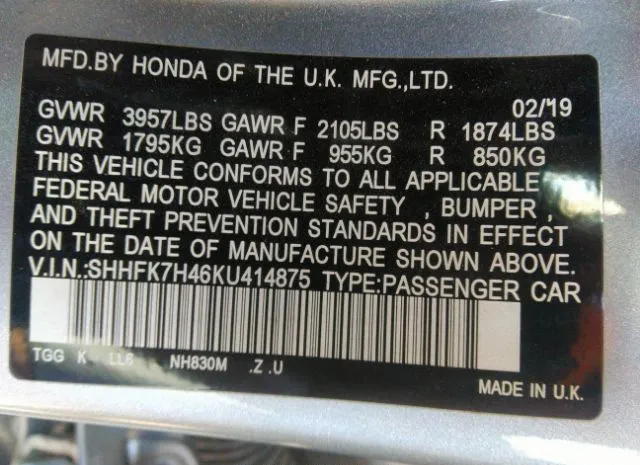 MFD.BY HONDA OF THE U.K. MFG.,LTD.
02/19
GVWR 3957LBS GAWR F 2105LBS R 1874LBS
GVWR 1795KG GAWR F 955KG R 850KG
THIS VEHICLE CONFORMS TO ALL APPLICABLE
FEDERAL MOTOR VEHICLE SAFETY , BUMPER ,
AND THEFT PREVENTION STANDARDS IN EFFECT
ON THE DATE OF MANUFACTURE SHOWN ABOVE.
V.I.N.:SHHFK7H46KU414875 TYPE:PASSENGER CAR
TGG K LL6 NH830M .Z .U
MADE IN U.K.